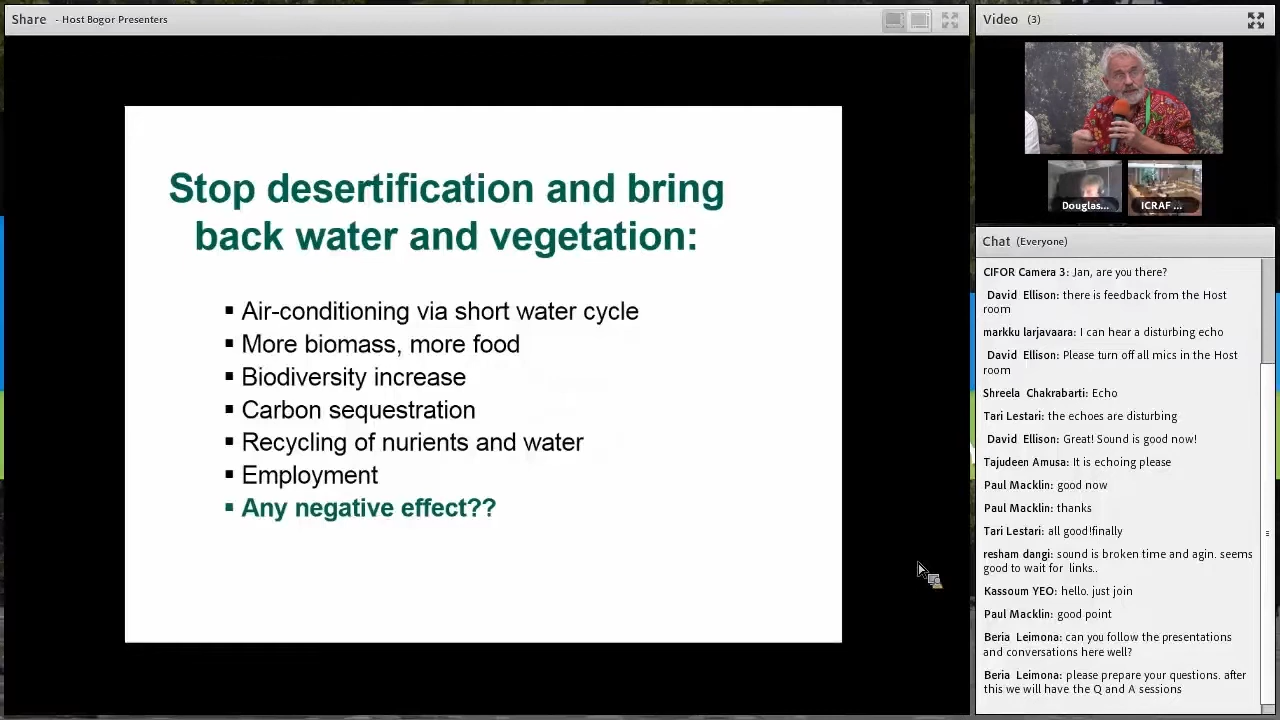 Share - Host Bogor Presenters
Stop desertification and bring
back water and vegetation:
▪ Air-conditioning via short water cycle
▪ More biomass, more food
▪ Biodiversity increase
▪ Carbon sequestration
▪ Recycling of nurients and water
▪ Employment
▪ Any negative effect??
Video (3)
Douglas...
ICRAF ...
Chat (Everyone)
CIFOR Camera 3: Jan, are you there?
David Ellison: there is feedback from the Host
room
markku larjavaara: I can hear a disturbing echo
David Ellison: Please turn off all mics in the Host
room
Shreela Chakrabarti: Echo
Tari Lestari: the echoes are disturbing
David Ellison: Great! Sound is good now!
Tajudeen Amusa: It is echoing please
Paul Macklin: good now
Paul Macklin: thanks
Tari Lestari: all good!finally
resham dangi: sound is broken time and agin. seems
good to wait for links..
Kassoum YEO: hello. just join
Paul Macklin: good point
Beria Leimona: can you follow the presentations
and conversations here well?
Beria Leimona: please prepare your questions. after
this we will have the Q and A sessions